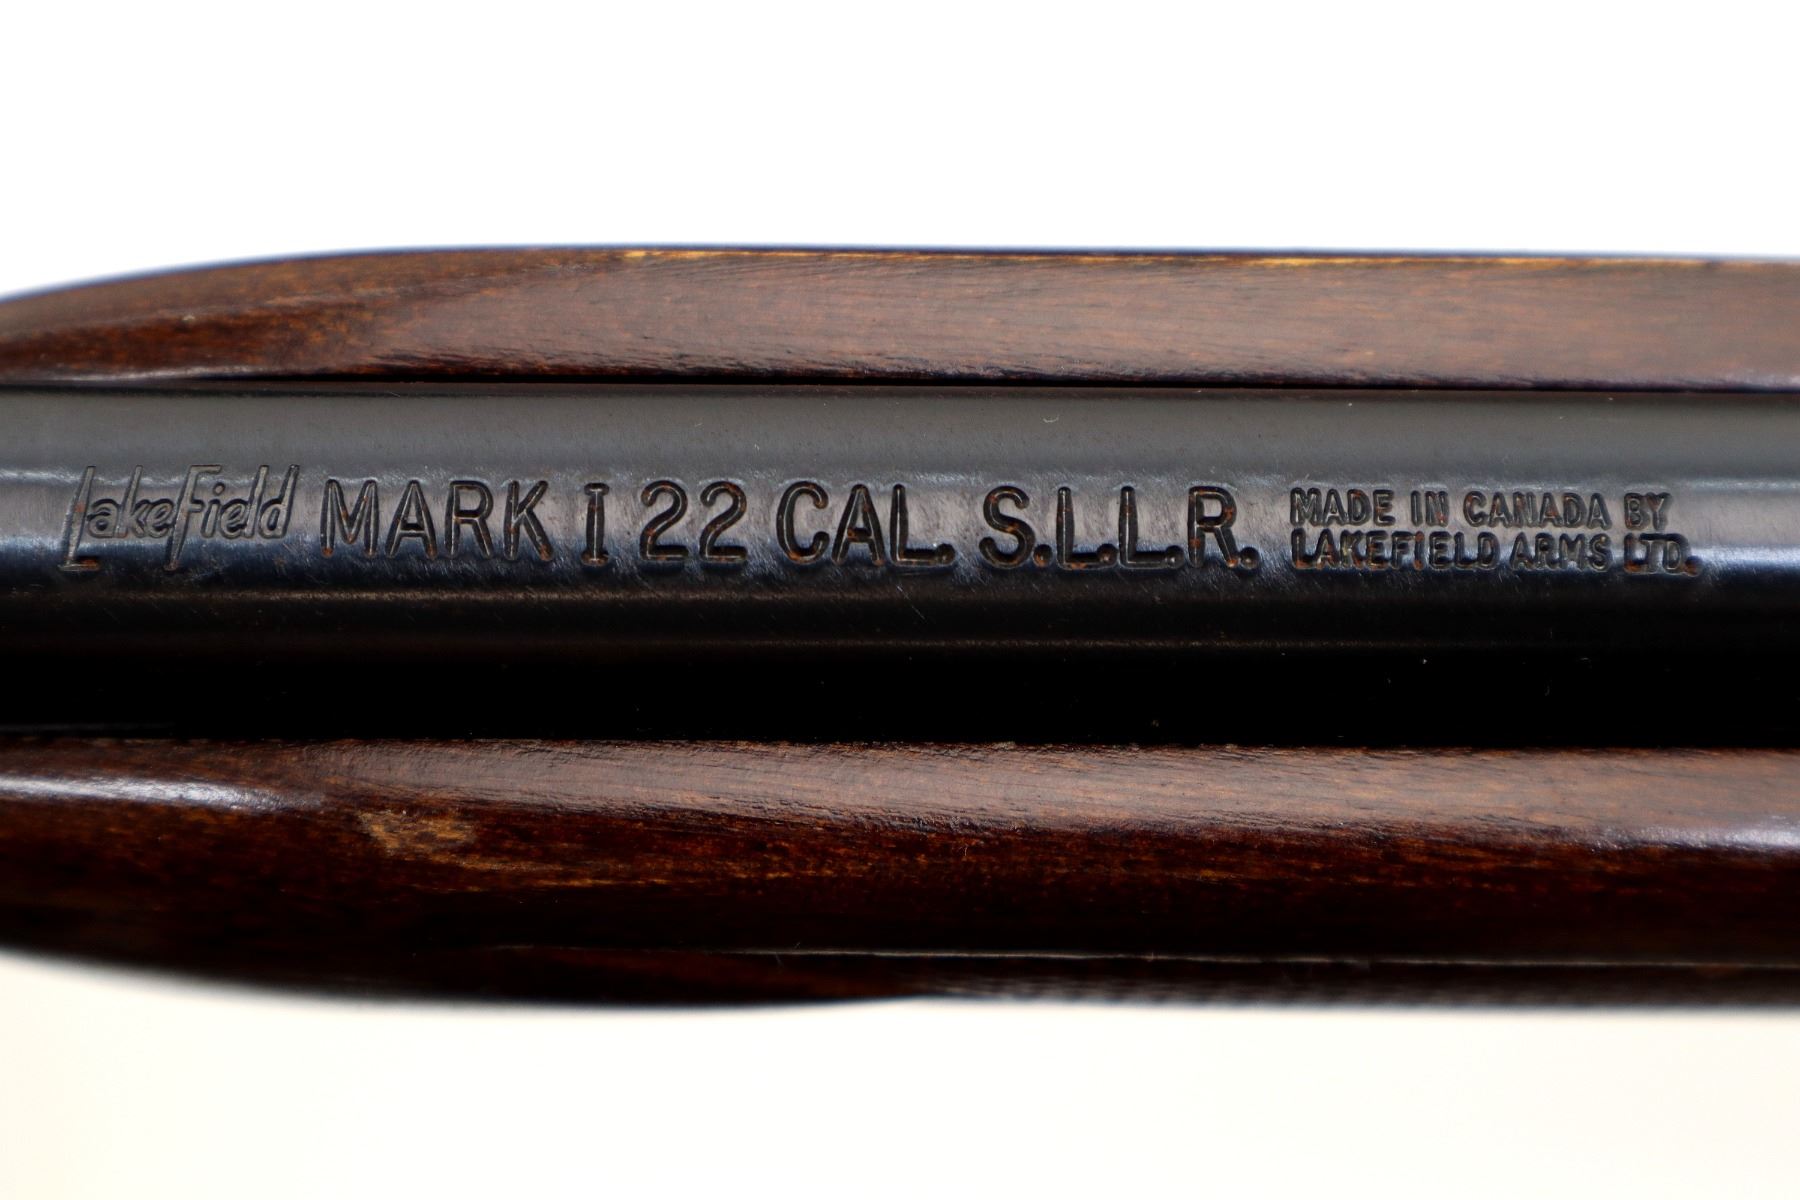 LakeField MARK I 22 CAL. S.L.L.R. MADE IN CANADA BY
LAKEFIELD ARMS LTD.